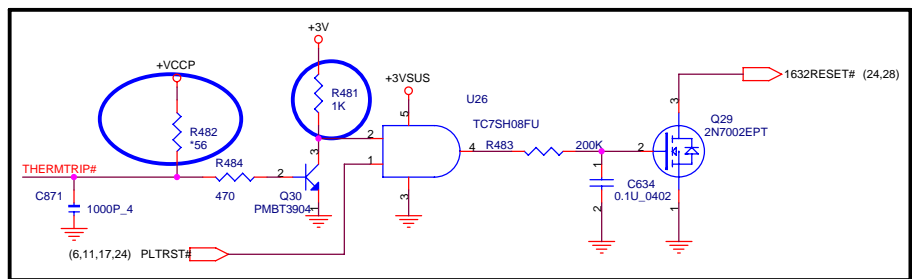 +3V
+VCCP
+3VSUS
1632RESET# (24,28)
R481
1K
U26
TC7SH08FU
3
Q29
2N7002EPT
5
R482
*56
2
1
4
R483
200K
2
THERMTRIP#
R484
470
2
3
1
Q30
PMBT3904
3
1
2
C634
0.1U_0402
1
C871
1000P_4
(6,11,17,24) PLTRST#